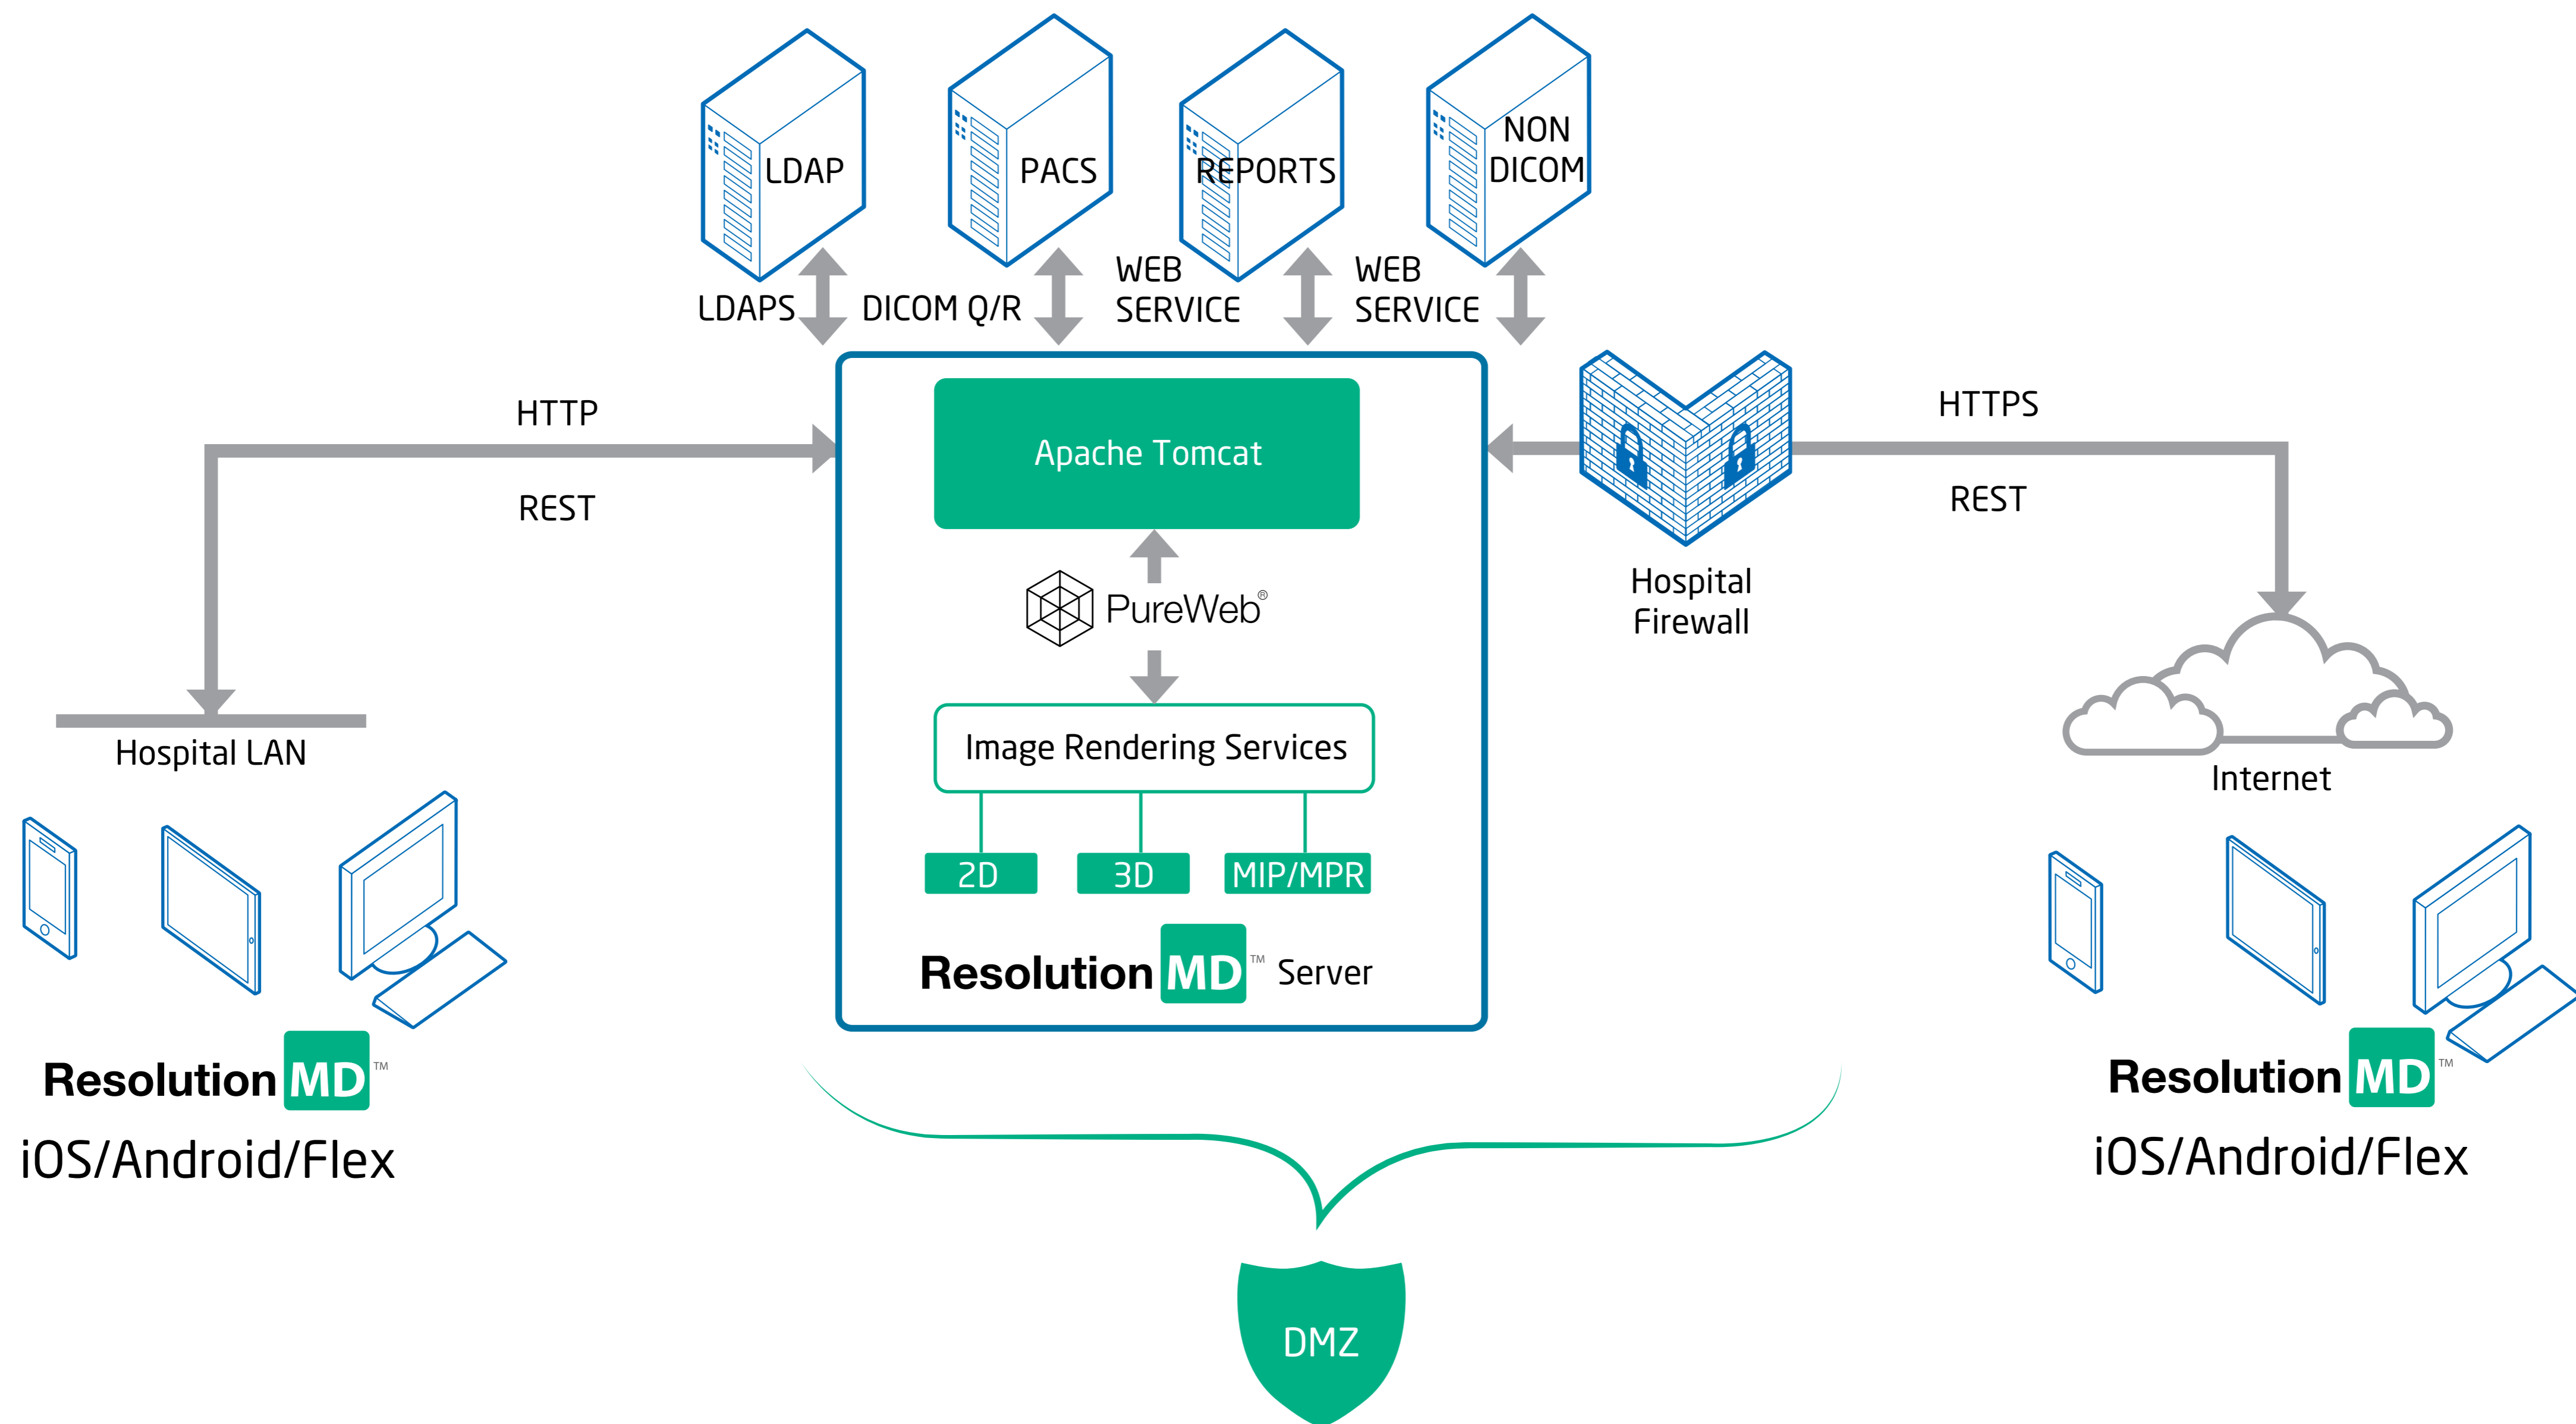 LDAP
PACS
REPORTS
NON
DICOM
LDAPS
DICOM Q/R
WEB
SERVICE
WEB
SERVICE
HTTP
REST
Apache Tomcat
HTTPS
REST
PureWeb®
Hospital
Firewall
Hospital LAN
Image Rendering Services
Internet
2D
3D
MIP/MPR
Resolution MD™ Server
Resolution MD™
iOS/Android/Flex
Resolution MD™
iOS/Android/Flex
DMZ